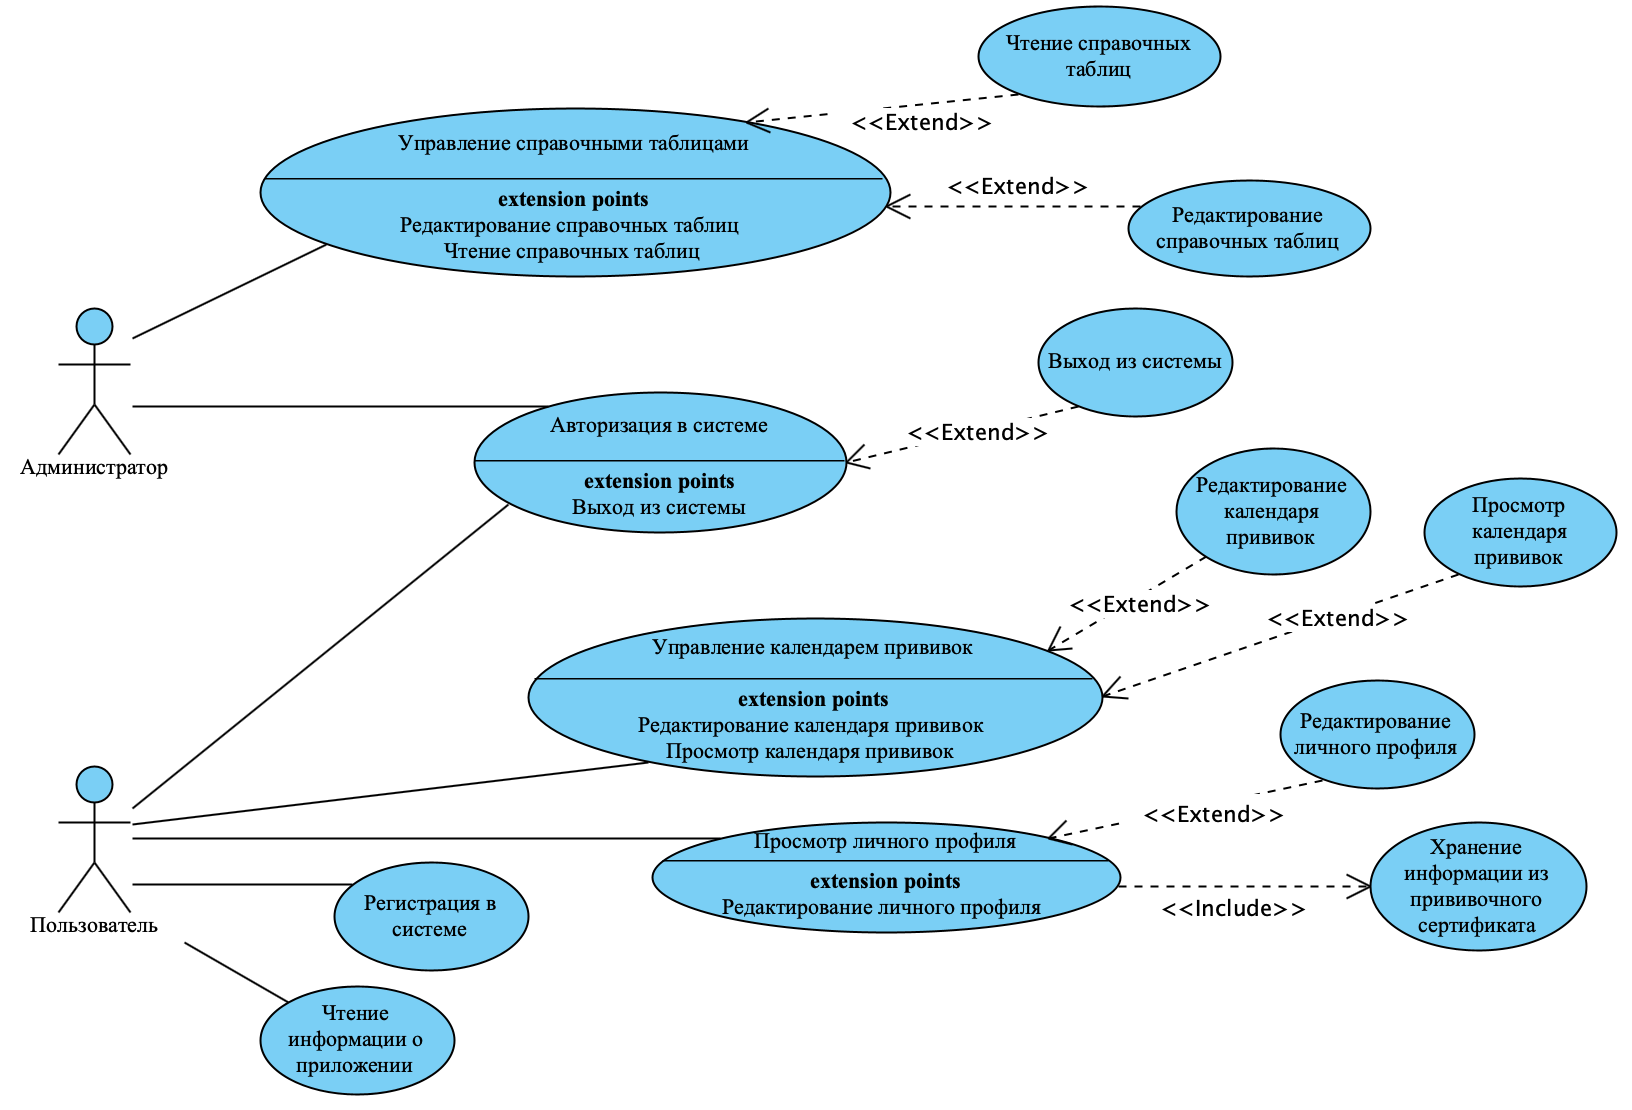 Чтение справочных
таблиц
<<Extend>>
Управление справочными таблицами
extension points
Редактирование справочных таблиц
Чтение справочных таблиц
<<Extend>>
Редактирование
справочных таблиц
Администратор
Выход из системы
<<Extend>>
Авторизация в системе
extension points
Выход из системы
Редактирование
календаря
прививок
Просмотр
календаря
прививок
<<Extend>>
<<Extend>>
Управление календарем прививок
extension points
Редактирование календаря прививок
Просмотр календаря прививок
Редактирование
личного профиля
<<Extend>>
Просмотр личного профиля
extension points
Редактирование личного профиля
<<Include>>
Хранение
информации из
прививочного
сертификата
Пользователь
Регистрация в
системе
Чтение
информации о
приложении